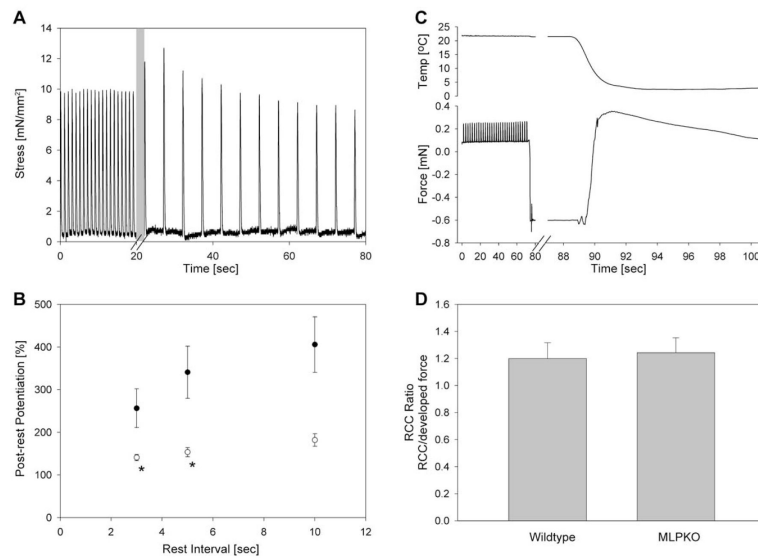 A
14
12
10
8
6
4
2
0
Stress [mN/mm²]
0 20 20 40 60 80
Time [sec]
B
500
400
300
200
100
0
Post-rest Potentiation [%]
* *
0 2 4 6 8 10 12
Rest Interval [sec]
C
25
20
15
10
5
0
Temp [ºC]
0.4
0.2
0.0
-0.2
-0.4
-0.6
-0.8
Force [mN]
0 10 20 30 40 50 60 70 80 88 90 92 94 96 98 100
Time [sec]
D
1.6
1.4
1.2
1.0
0.8
0.6
0.4
0.2
0.0
RCC Ratio
RCC/developed force
Wildtype MLPKO